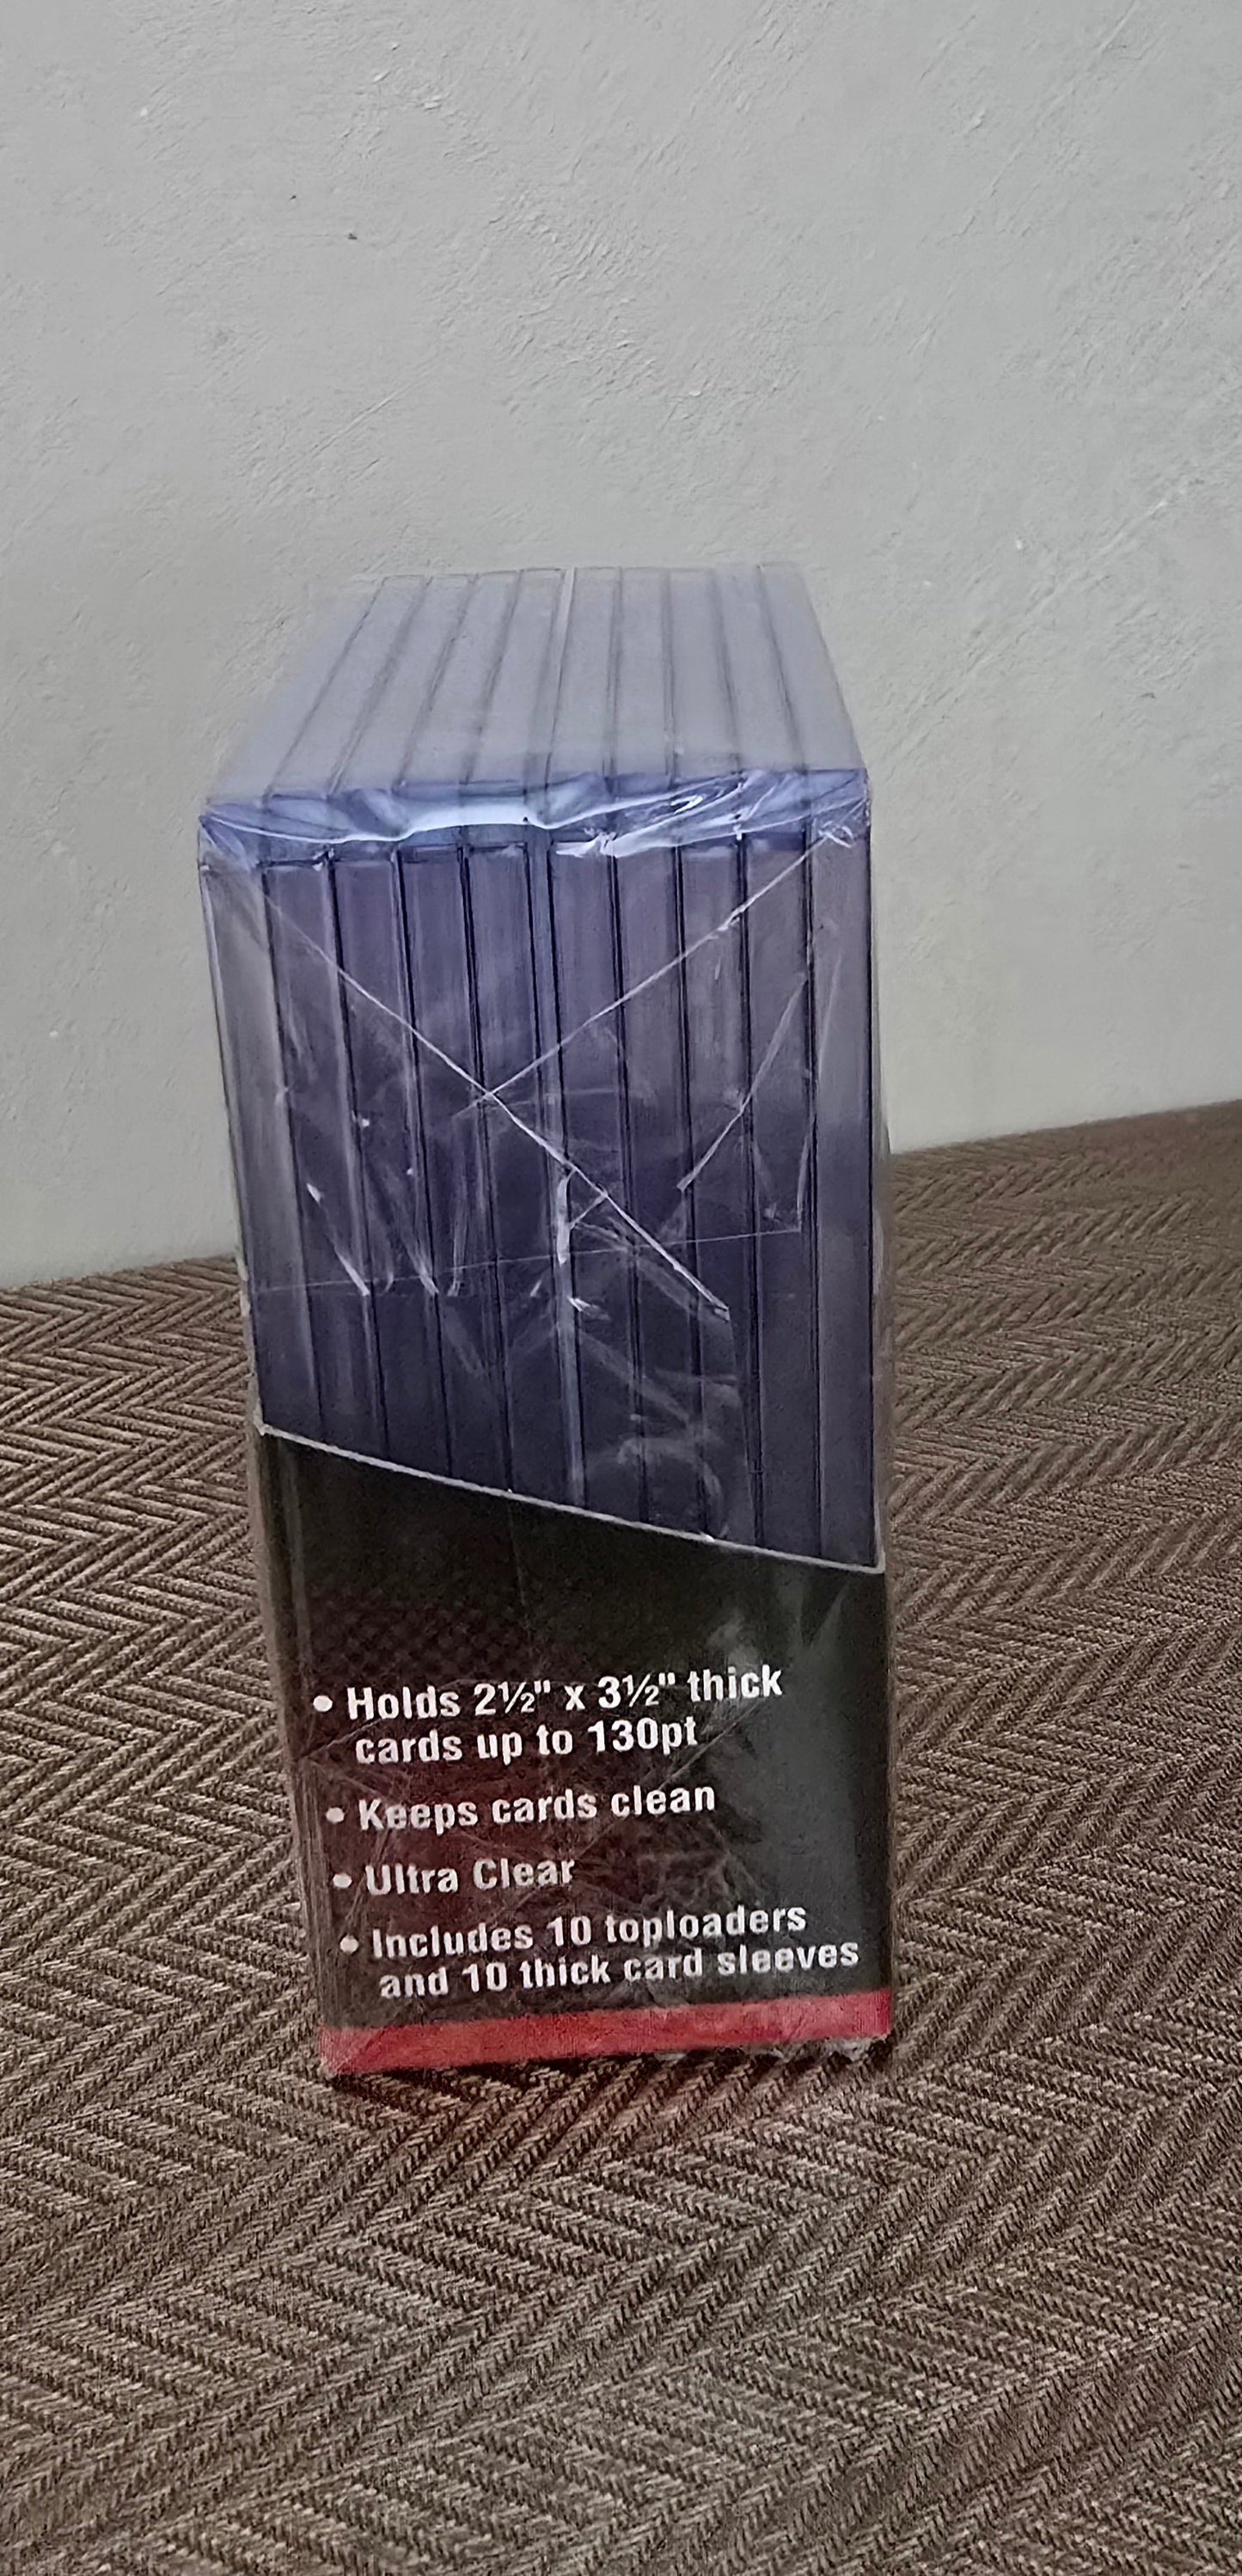 • Holds 2½" x 3½" thick
cards up to 130pt
• Keeps cards clean
• Ultra Clear
• Includes 10 toploaders
and 10 thick card sleeves